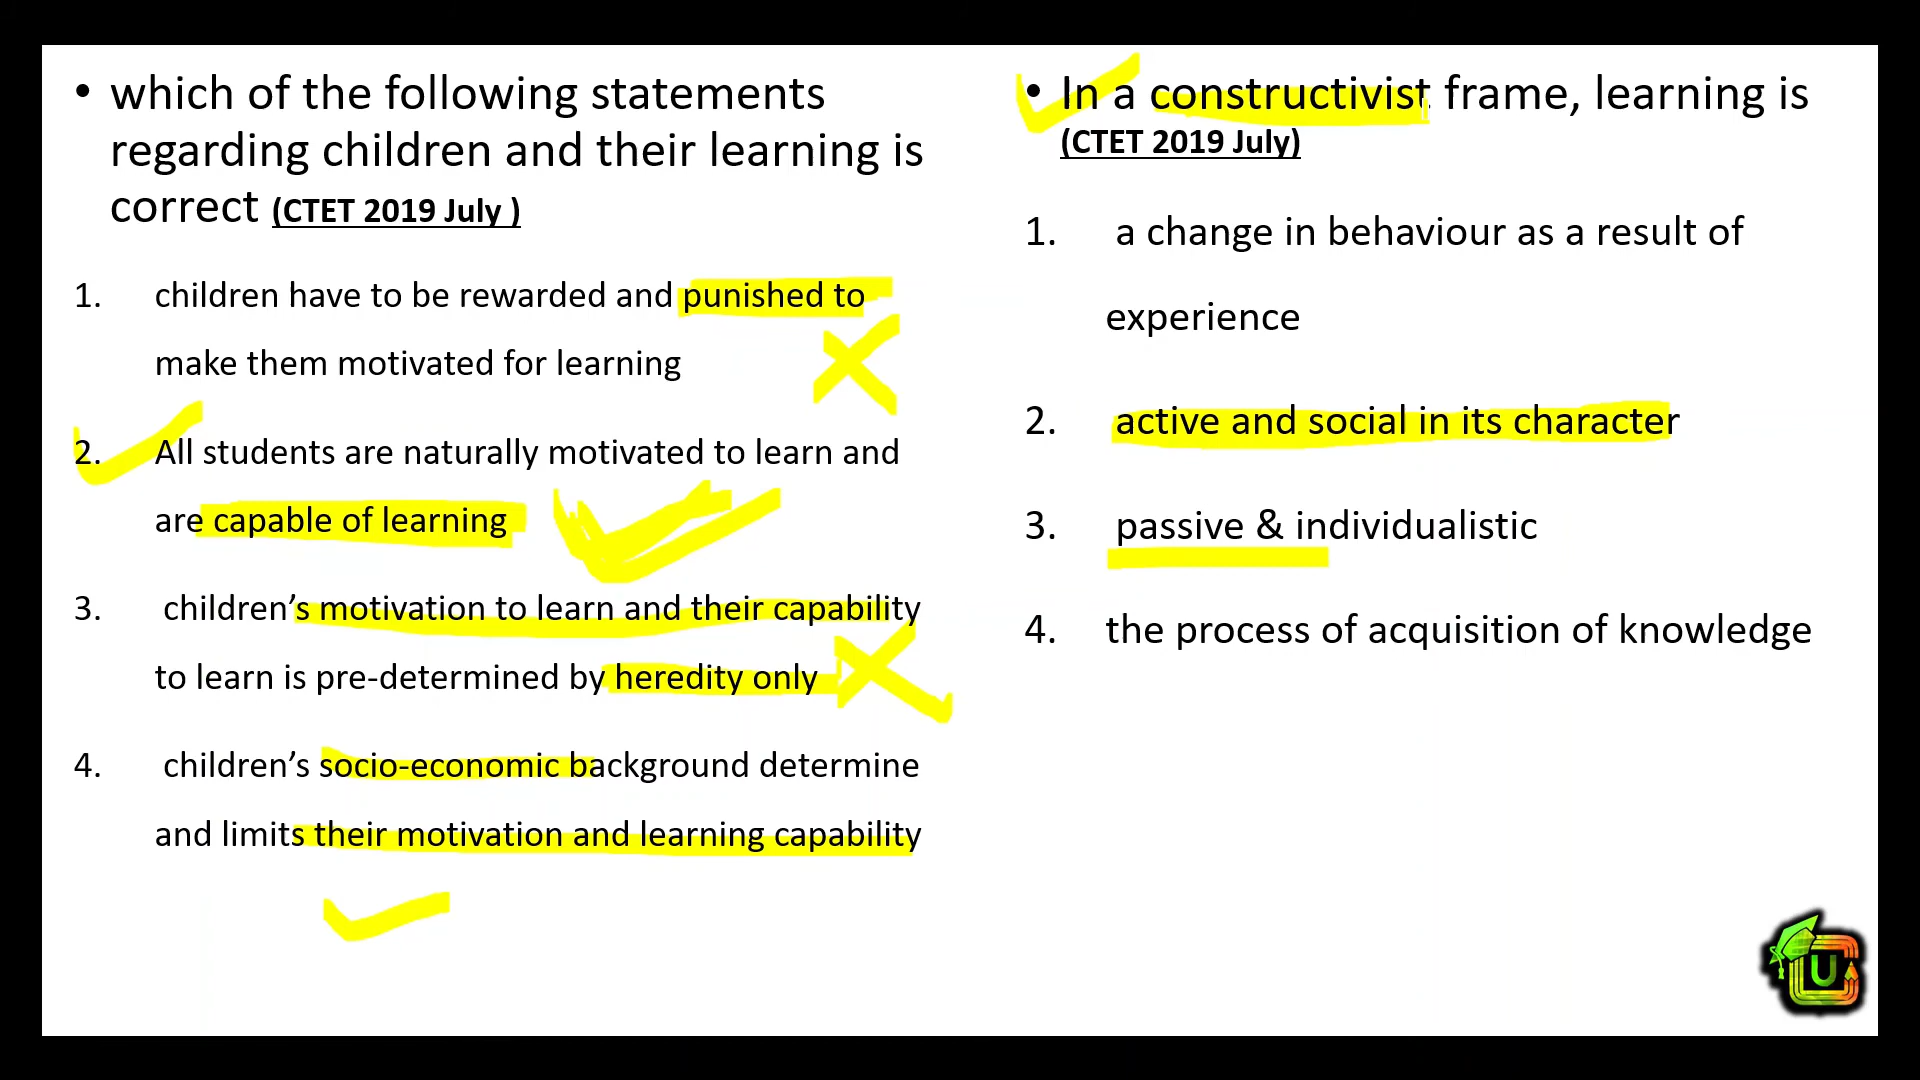 • which of the following statements
regarding children and their learning is
correct (CTET 2019 July )
1. children have to be rewarded and punished to
make them motivated for learning
2. All students are naturally motivated to learn and
are capable of learning
3. children’s motivation to learn and their capability
to learn is pre-determined by heredity only
4. children’s socio-economic background determine
and limits their motivation and learning capability
• In a constructivist frame, learning is
(CTET 2019 July)
1. a change in behaviour as a result of
experience
2. active and social in its character
3. passive & individualistic
4. the process of acquisition of knowledge
U